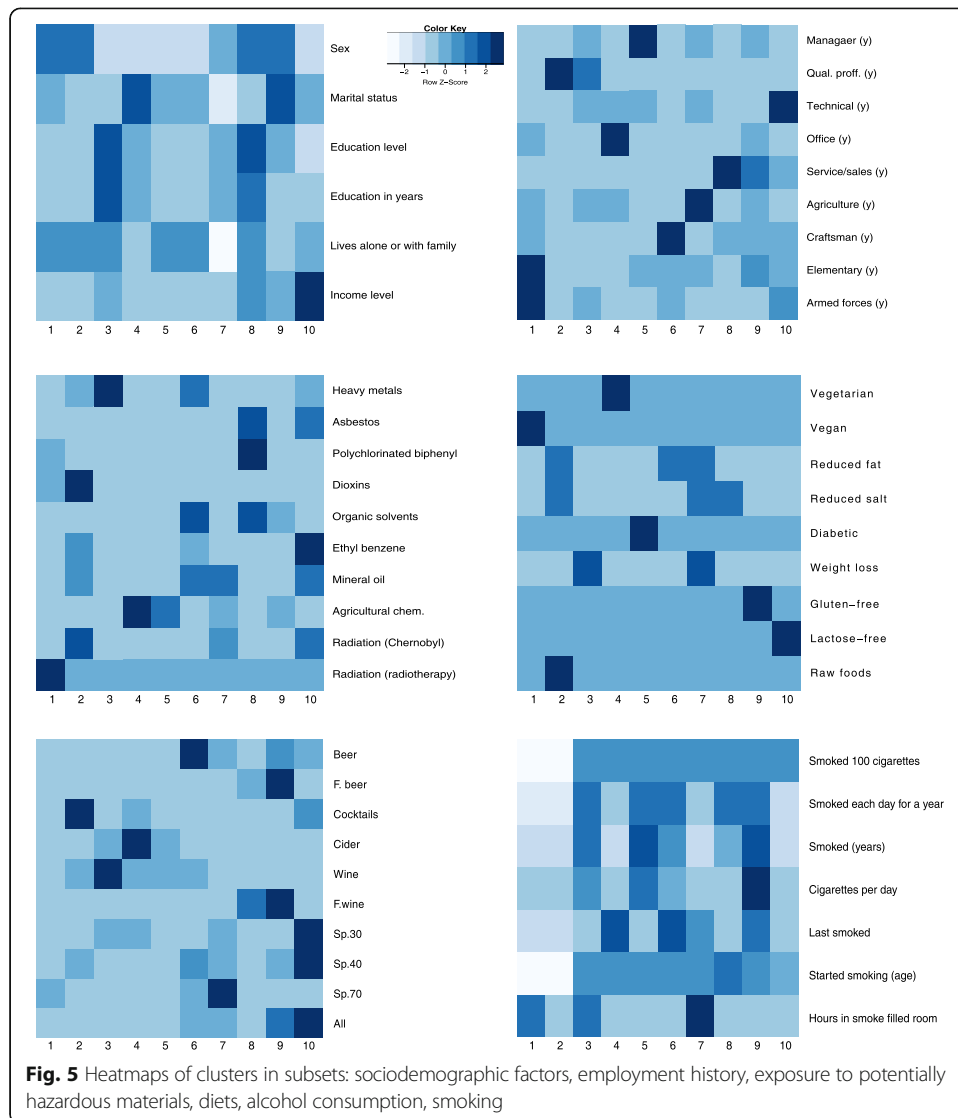 Color Key
−2 −1 0 1 2
Row Z−Score
Sex
Marital status
Education level
Education in years
Lives alone or with family
Income level
1 2 3 4 5 6 7 8 9 10
Managaer (y)
Qual. proff. (y)
Technical (y)
Office (y)
Service/sales (y)
Agriculture (y)
Craftsman (y)
Elementary (y)
Armed forces (y)
1 2 3 4 5 6 7 8 9 10
Heavy metals
Asbestos
Polychlorinated biphenyl
Dioxins
Organic solvents
Ethyl benzene
Mineral oil
Agricultural chem.
Radiation (Chernobyl)
Radiation (radiotherapy)
1 2 3 4 5 6 7 8 9 10
Vegetarian
Vegan
Reduced fat
Reduced salt
Diabetic
Weight loss
Gluten−free
Lactose−free
Raw foods
1 2 3 4 5 6 7 8 9 10
Beer
F. beer
Cocktails
Cider
Wine
F.wine
Sp.30
Sp.40
Sp.70
All
1 2 3 4 5 6 7 8 9 10
Smoked 100 cigarettes
Smoked each day for a year
Smoked (years)
Cigarettes per day
Last smoked
Started smoking (age)
Hours in smoke filled room
1 2 3 4 5 6 7 8 9 10
Fig. 5 Heatmaps of clusters in subsets: sociodemographic factors, employment history, exposure to potentially
hazardous materials, diets, alcohol consumption, smoking